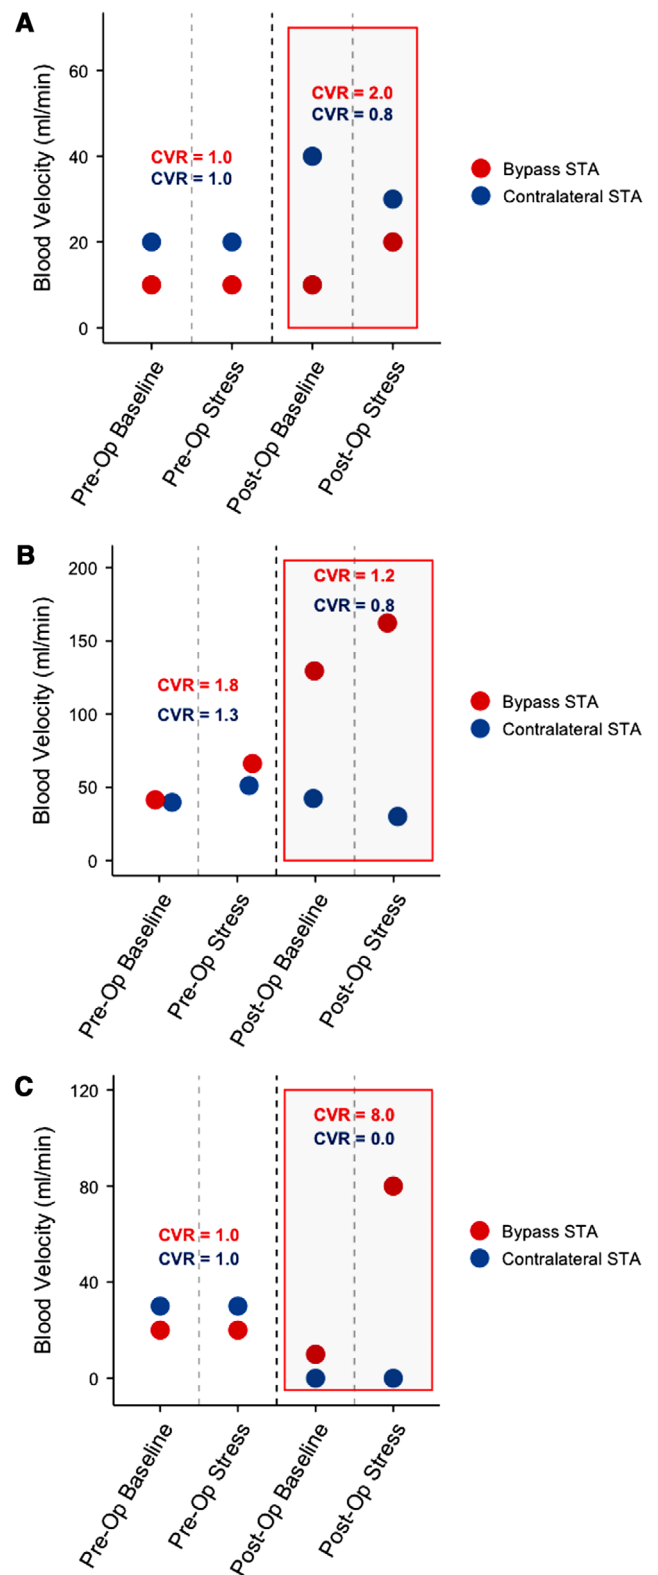 A
Blood Velocity (ml/min)
60
40
20
0
CVR = 1.0
CVR = 1.0
CVR = 2.0
CVR = 0.8
Bypass STA
Contralateral STA
Pre-Op Baseline
Pre-Op Stress
Post-Op Baseline
Post-Op Stress
B
Blood Velocity (ml/min)
200
150
100
50
0
CVR = 1.8
CVR = 1.3
CVR = 1.2
CVR = 0.8
Bypass STA
Contralateral STA
Pre-Op Baseline
Pre-Op Stress
Post-Op Baseline
Post-Op Stress
C
Blood Velocity (ml/min)
120
80
40
0
CVR = 1.0
CVR = 1.0
CVR = 8.0
CVR = 0.0
Bypass STA
Contralateral STA
Pre-Op Baseline
Pre-Op Stress
Post-Op Baseline
Post-Op Stress